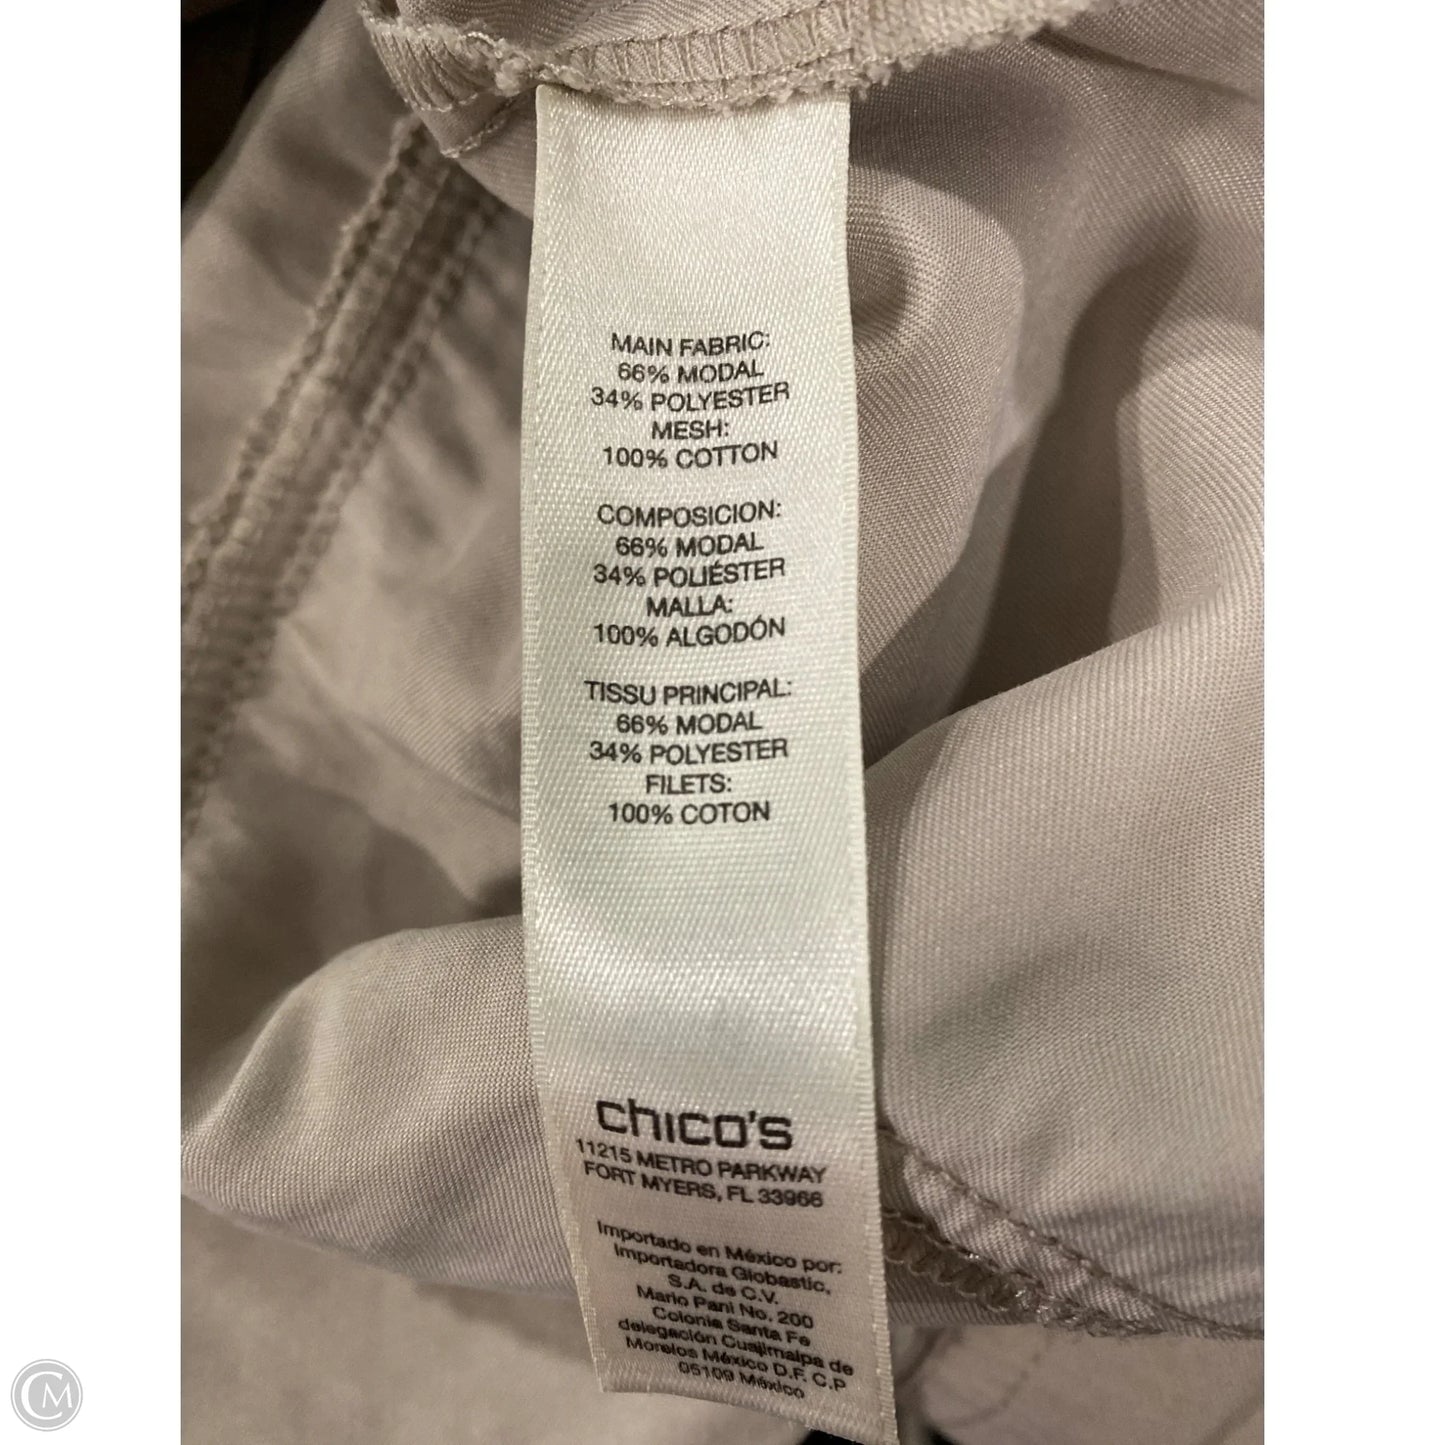 MAIN FABRIC:
66% MODAL
34% POLYESTER
MESH:
100% COTTON
COMPOSICION:
66% MODAL
34% POLIÉSTER
MALLA:
100% ALGODÓN
TISSU PRINCIPAL:
66% MODAL
34% POLYESTER
FILETS:
100% COTON
chico's
11215 METRO PARKWAY
FORT MYERS, FL 33966
Importado en México por:
Importadora Globastic,
S.A. de C.V.
Mario Pani No. 200
Colonia Santa Fe
delegación Cuajimalpa de
Morelos México D.F. C.P
05109 México
CM